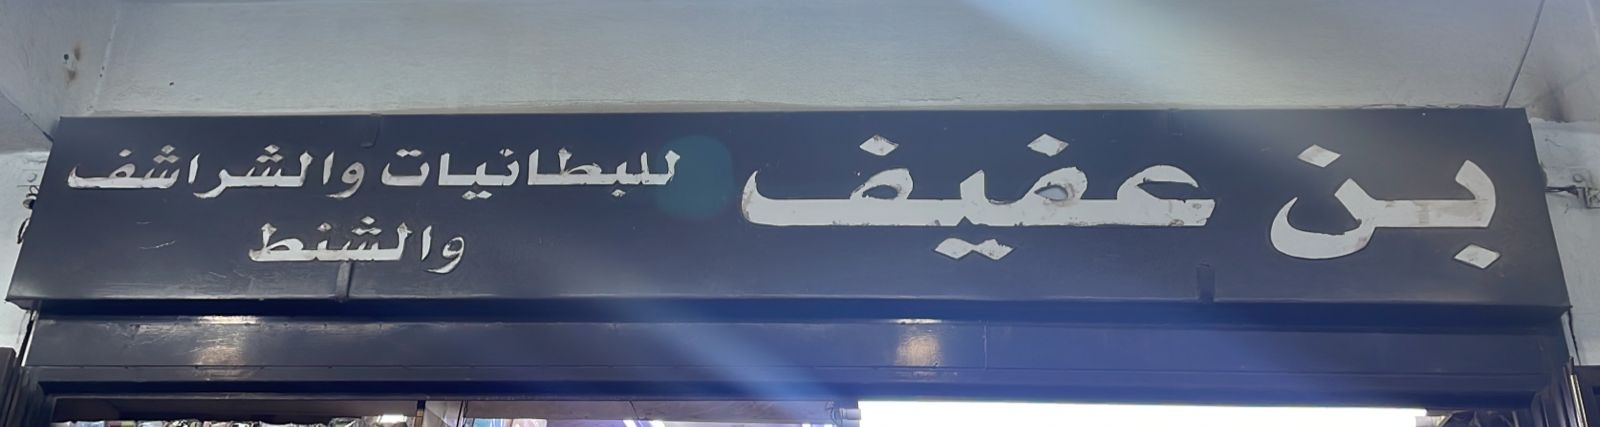 بن عفيف
للبطانيات والشراشف
والشنط